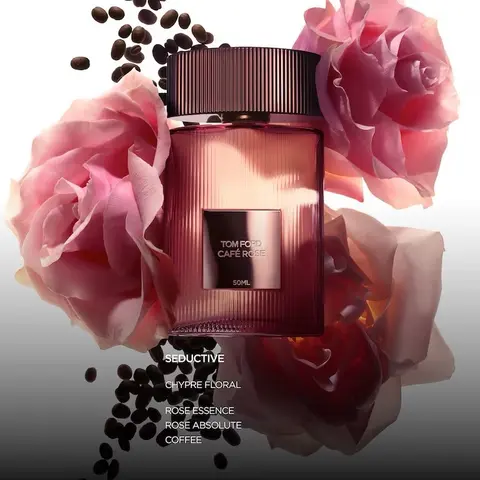 TOM FORD
CAFÉ ROSE
50ML
SEDUCTIVE
CHYPRE FLORAL
ROSE ESSENCE
ROSE ABSOLUTE
COFFEE